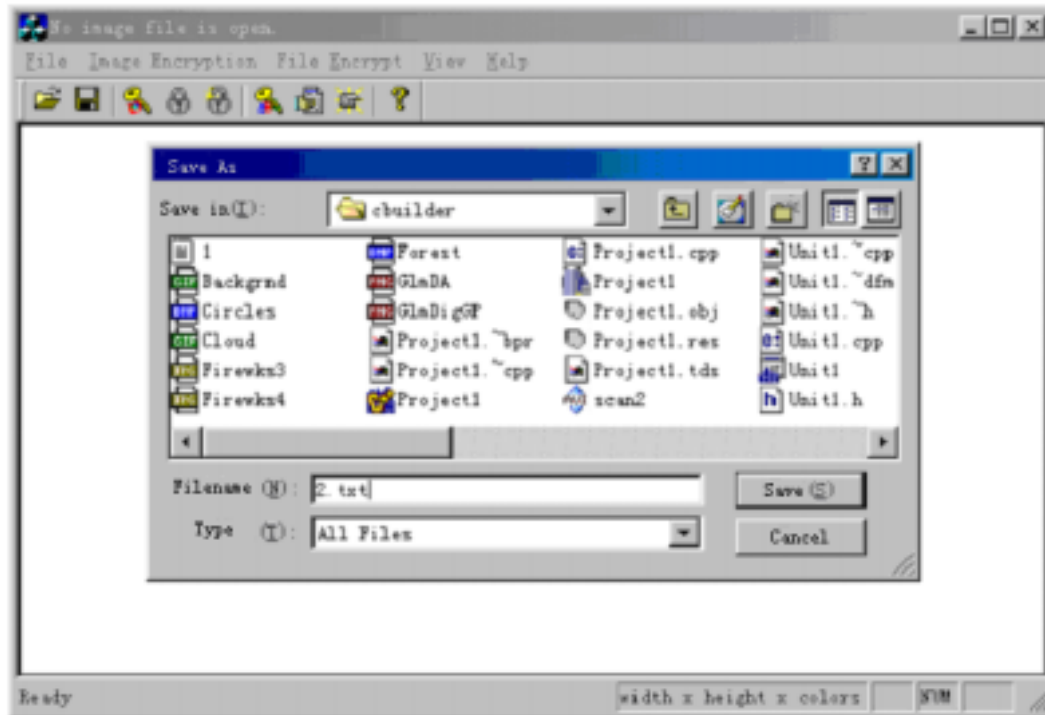 No image file is open.
File Image Encryption File Encrypt View Help
Save As
Save in(I): cbuilder
1 Forest Project1.cpp Unit1.~cpp
Backgrnd GlmDA Project1 Unit1.~dfm
Circles GlmDigGP Project1.obj Unit1.~h
Cloud Project1.~bpr Project1.res Unit1.cpp
Firewks3 Project1.~cpp Project1.tds Unit1
Firewks4 Project1 scan2 Unit1.h
Filename (N): 2.txt Save (S)
Type (T): All Files Cancel
Ready width x height x colors NUM